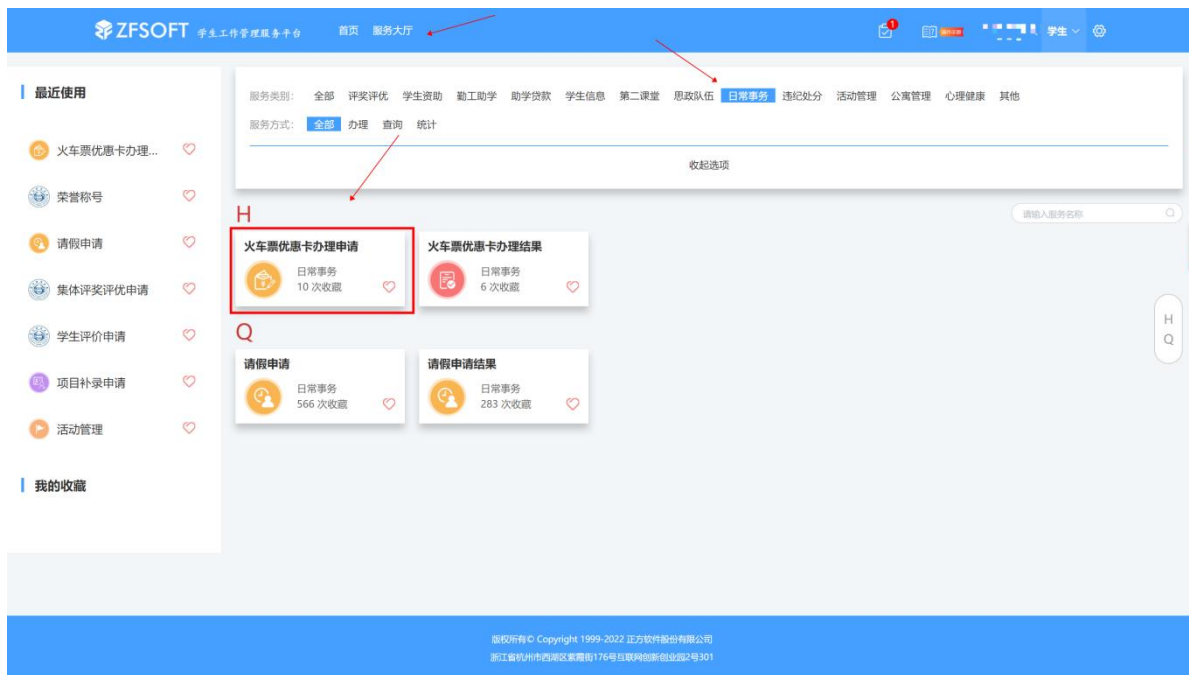 ZFSOFT 学生工作管理服务平台 首页 服务大厅 1 学生
最近使用
火车票优惠卡办理...
荣誉称号
请假申请
集体评奖评优申请
学生评价申请
项目补录申请
活动管理
我的收藏
服务类别: 全部 评奖评优 学生资助 勤工助学 助学贷款 学生信息 第二课堂 思政队伍 日常事务 违纪处分 活动管理 公寓管理 心理健康 其他
服务方式: 全部 办理 查询 统计
收起选项
请输入服务名称
H
火车票优惠卡办理申请
日常事务
10 次收藏
火车票优惠卡办理结果
日常事务
6 次收藏
Q
请假申请
日常事务
566 次收藏
请假申请结果
日常事务
283 次收藏
H
Q
版权所有© Copyright 1999-2022 正方软件股份有限公司
浙江省杭州市西湖区紫霞街176号互联网创新创业园2号301